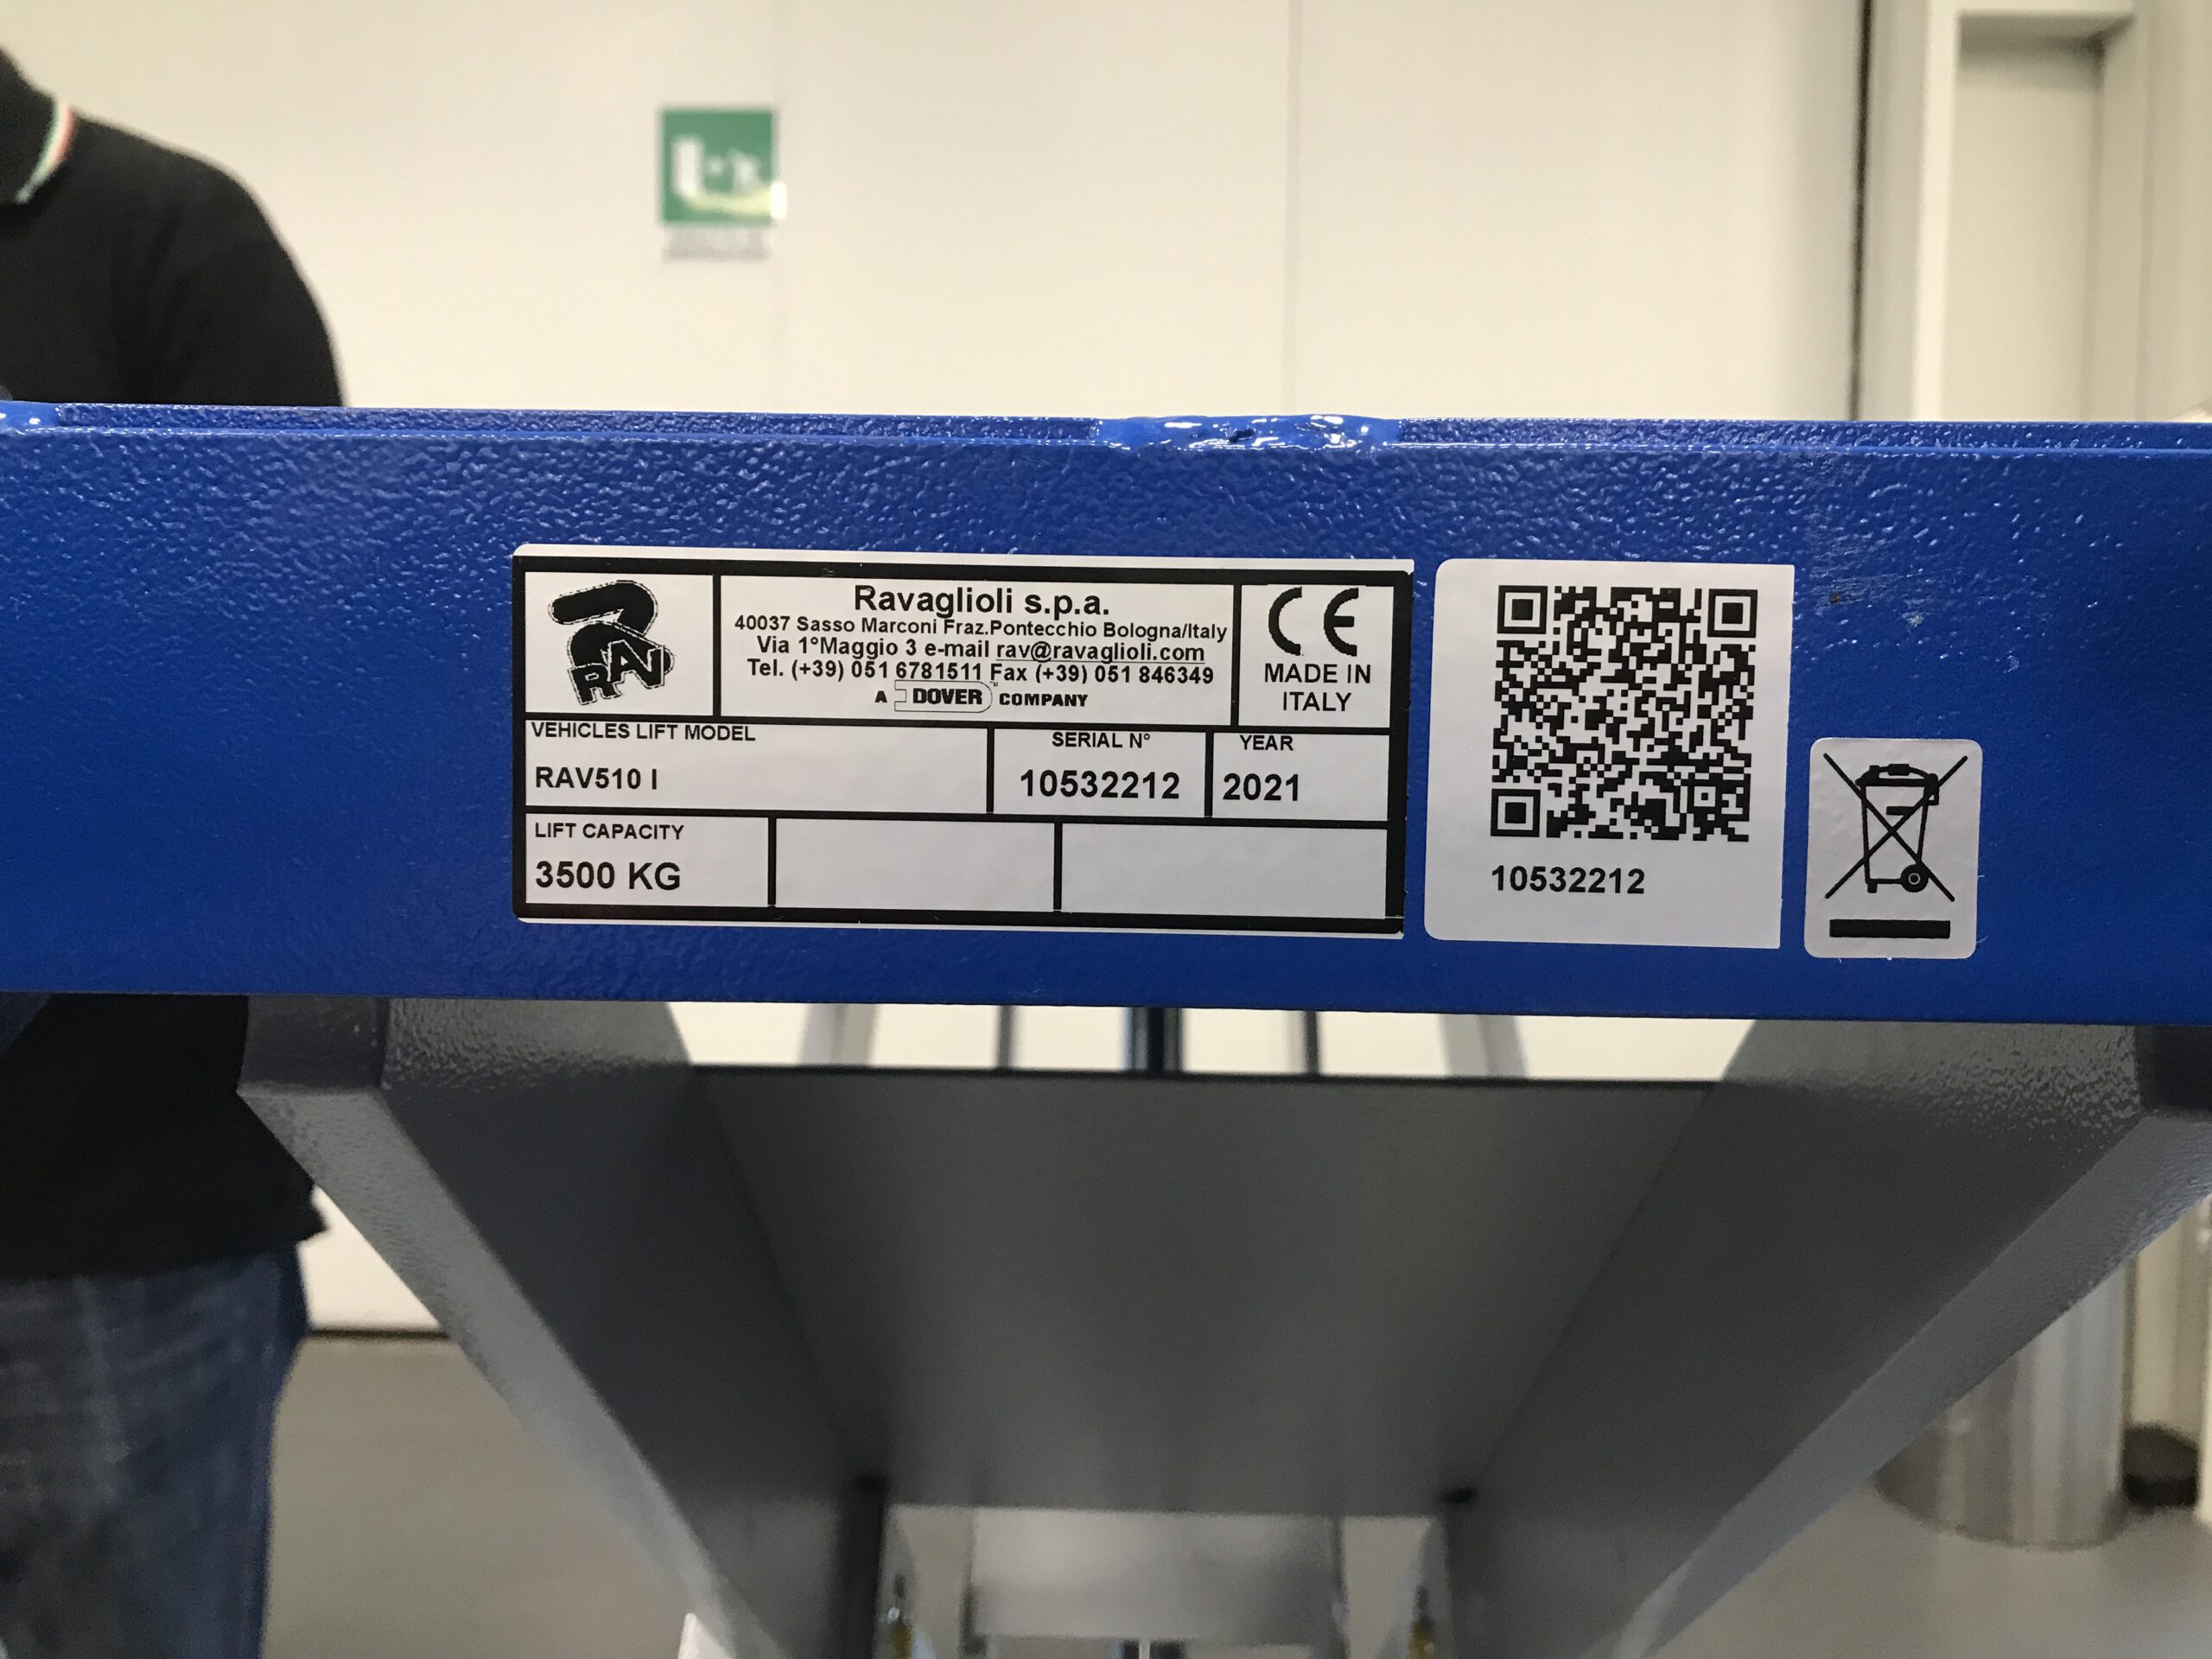 RAV
Ravaglioli s.p.a.
40037 Sasso Marconi Fraz.Pontecchio Bologna/Italy
Via 1°Maggio 3 e-mail rav@ravaglioli.com
Tel. (+39) 051 6781511 Fax (+39) 051 846349
A DOVER™ COMPANY
CE
MADE IN
ITALY
VEHICLES LIFT MODEL
RAV510 I
SERIAL N°
10532212
YEAR
2021
LIFT CAPACITY
3500 KG
10532212